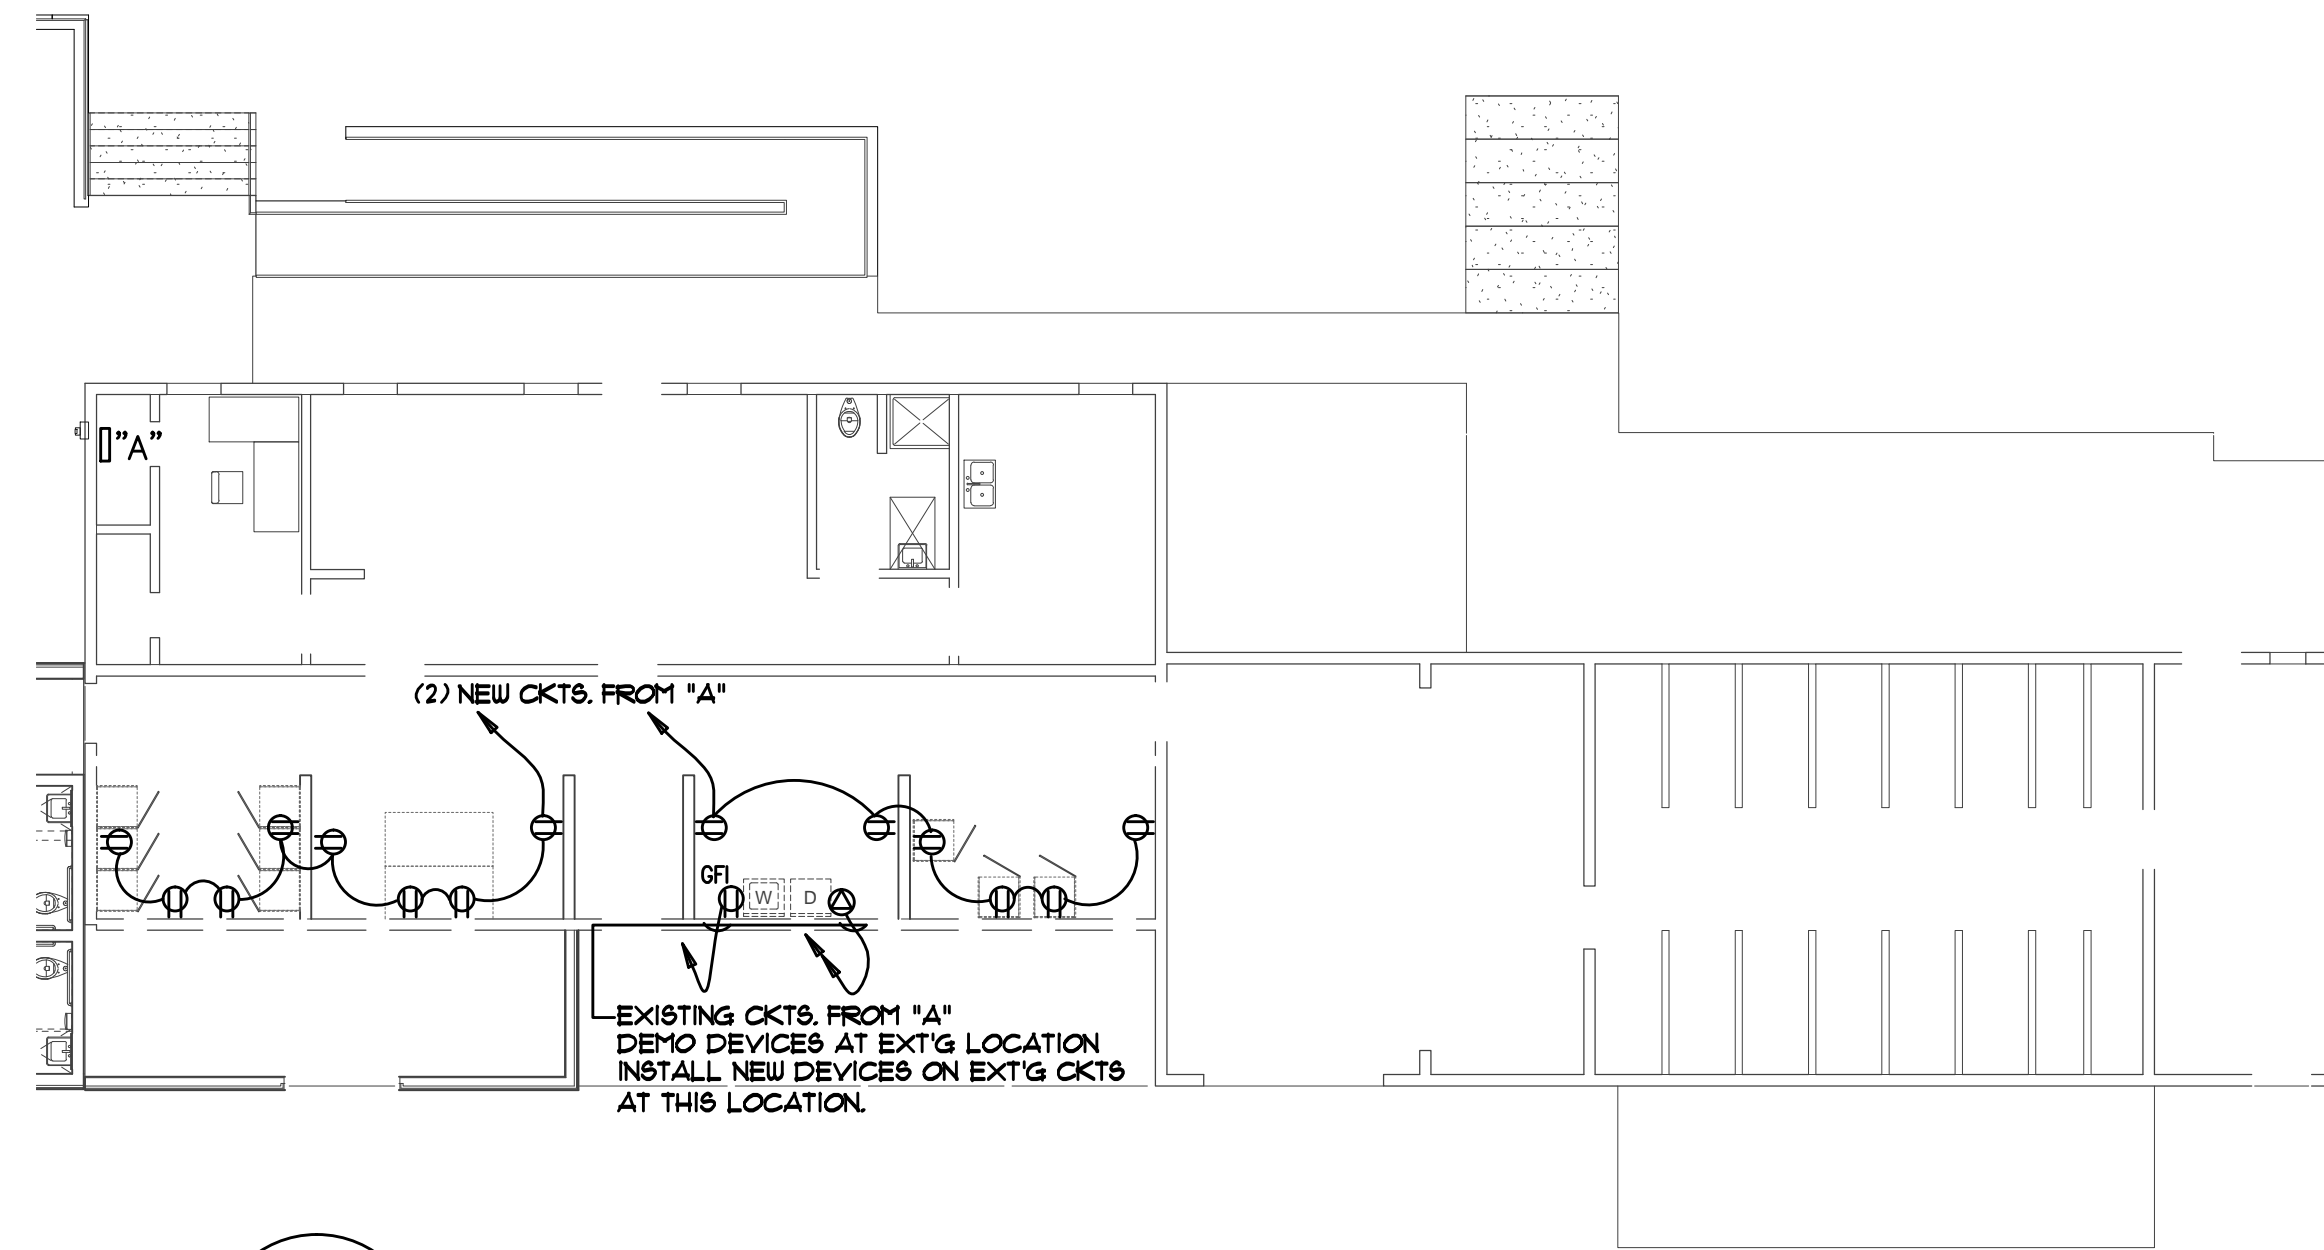 "A"
(2) NEW CKTS. FROM "A"
GFI
W
D
EXISTING CKTS. FROM "A"
DEMO DEVICES AT EXT'G LOCATION
INSTALL NEW DEVICES ON EXT'G CKTS
AT THIS LOCATION.